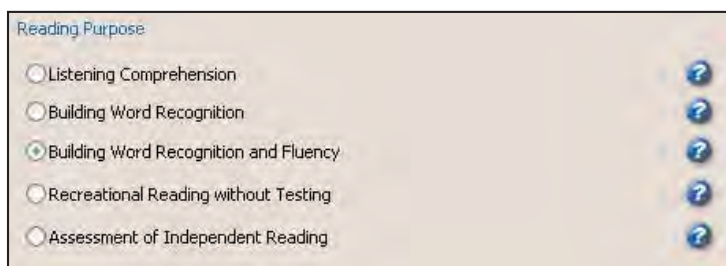 Reading Purpose
Listening Comprehension ?
Building Word Recognition ?
Building Word Recognition and Fluency ?
Recreational Reading without Testing ?
Assessment of Independent Reading ?